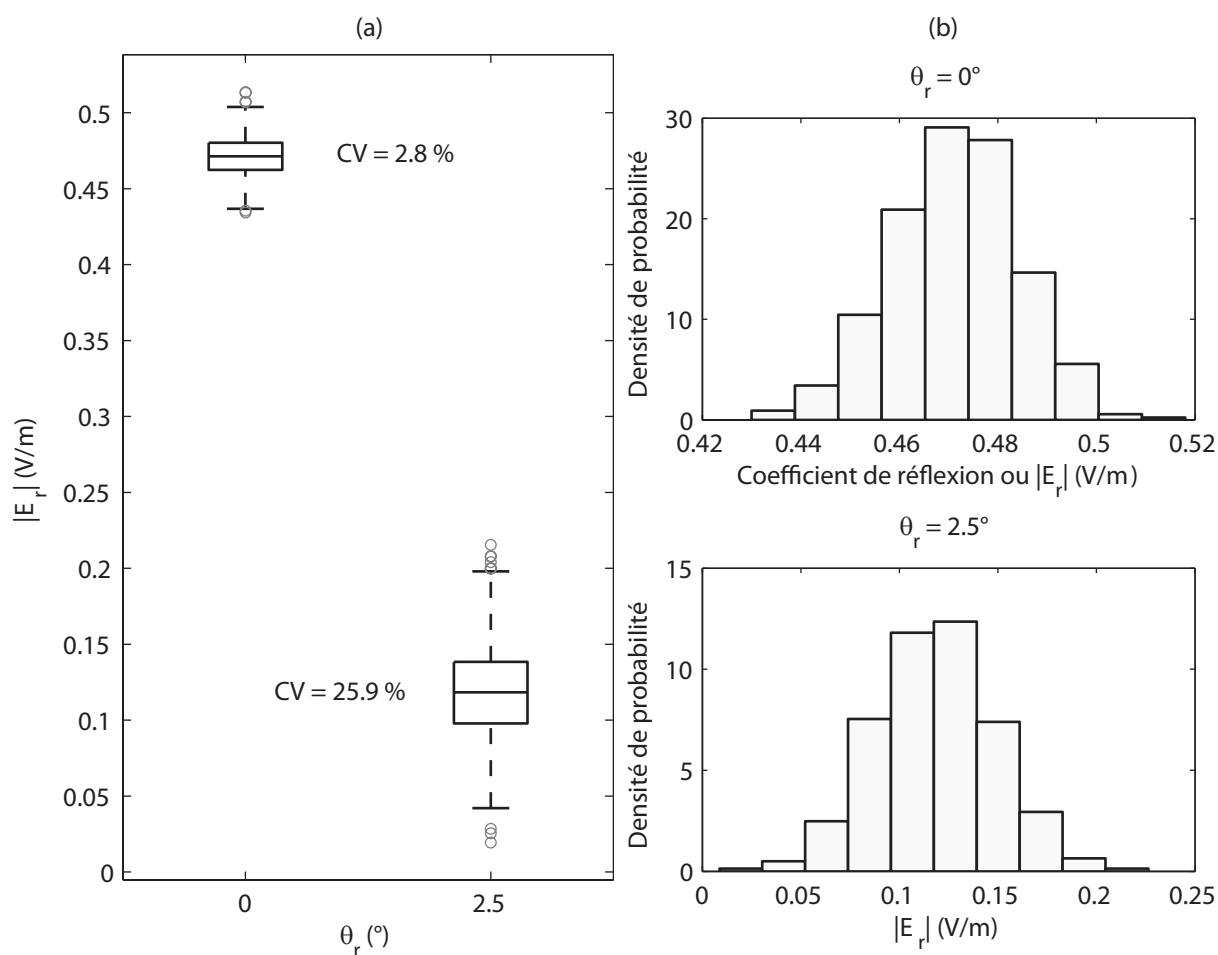 (a)
0.5
0.45
0.4
0.35
0.3
0.25
0.2
0.15
0.1
0.05
0
|E_r| (V/m)
CV = 2.8 %
CV = 25.9 %
0 2.5
θ_r (°)
(b)
θ_r = 0°
30
20
10
0
Densité de probabilité
0.42 0.44 0.46 0.48 0.5 0.52
Coefficient de réflexion ou |E_r| (V/m)
θ_r = 2.5°
15
10
5
0
Densité de probabilité
0 0.05 0.1 0.15 0.2 0.25
|E_r| (V/m)